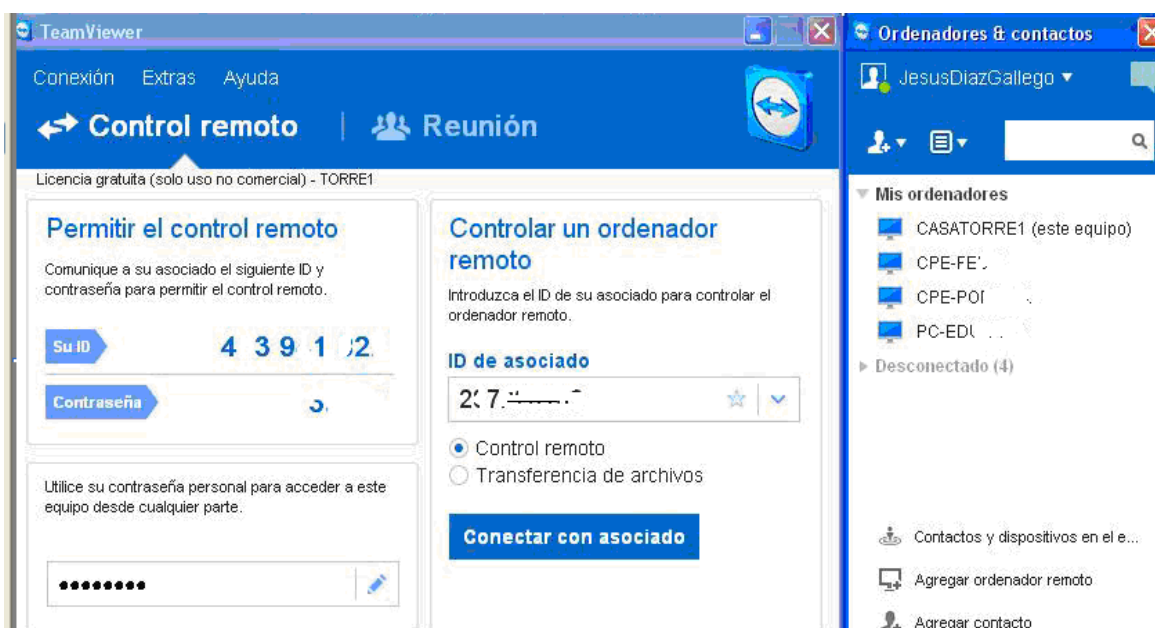 TeamViewer
Conexión Extras Ayuda
Control remoto
Reunión
Licencia gratuita (solo uso no comercial) - TORRE1
Permitir el control remoto
Comunique a su asociado el siguiente ID y
contraseña para permitir el control remoto.
Su ID
Contraseña
Utilice su contraseña personal para acceder a este
equipo desde cualquier parte.
Controlar un ordenador
remoto
Introduzca el ID de su asociado para controlar el
ordenador remoto.
ID de asociado
Control remoto
Transferencia de archivos
Conectar con asociado
Ordenadores & contactos
JesusDiazGallego
Mis ordenadores
CASATORRE1 (este equipo)
Desconectado (4)
Contactos y dispositivos en el e...
Agregar ordenador remoto
Agregar contacto